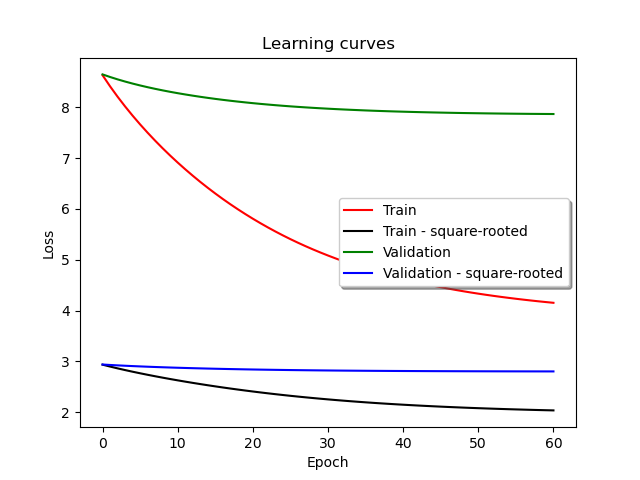 Learning curves
Loss
8
7
6
5
4
3
2
Train
Train - square-rooted
Validation
Validation - square-rooted
0 10 20 30 40 50 60
Epoch